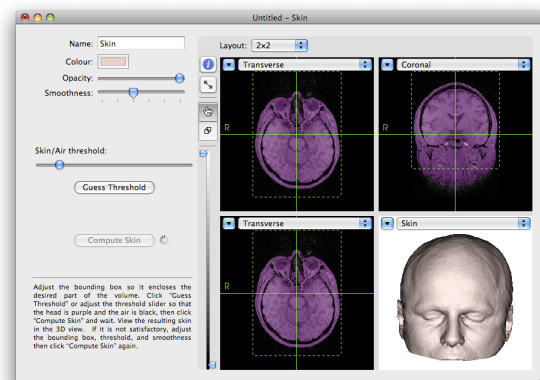 Untitled – Skin
Name: Skin
Colour:
Opacity:
Smoothness:
Skin/Air threshold:
Guess Threshold
Compute Skin
Adjust the bounding box so it encloses the
desired part of the volume. Click "Guess
Threshold" or adjust the threshold slider so that
the head is purple and the air is black, then click
"Compute Skin" and wait. View the resulting skin
in the 3D view. If it is not satisfactory, adjust
the bounding box, threshold, and smoothness
then click "Compute Skin" again.
Layout: 2x2
i
Transverse
R
Coronal
R
Transverse
R
Skin